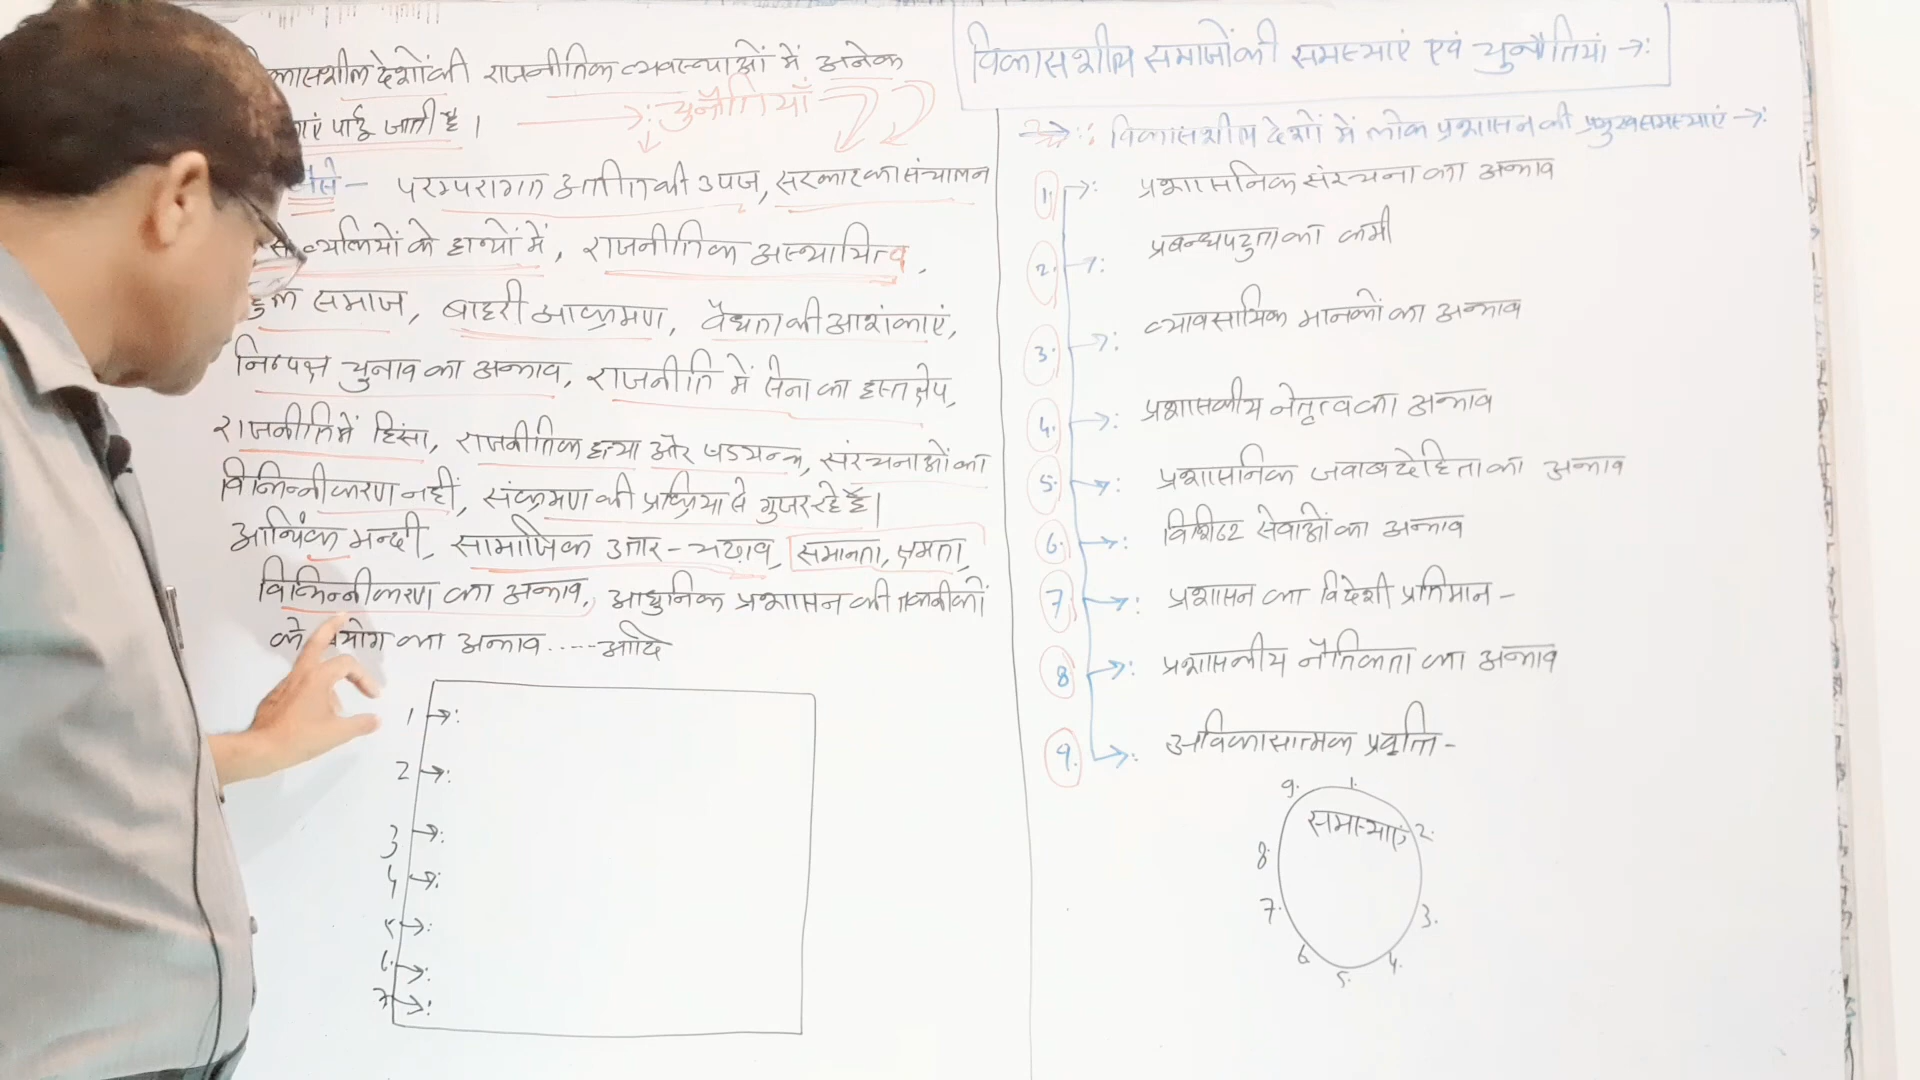 विकासशील समाजों की समस्याएं एवं चुनौतियां →:
कासशील देशों की राजनीतिक व्यवस्थाओं में अनेक
एं पाई जाती है।
→: चुनौतियाँ
जैसे - परम्परागत अतीत की उपज, सरकार का संचालन
व्यक्तियों के हाथों में, राजनीतिक अस्थायित्व,
हुल समाज, बाहरी आक्रमण, वैधता की आशंकाएं,
निष्पक्ष चुनाव का अभाव, राजनीति में सेना का हस्तक्षेप,
राजनीति में हिंसा, राजनीतिक हत्या और षडयन्त्र, संरचनाओं का
विभिन्नीकरण नहीं, संक्रमण की प्रक्रिया से गुजर रहे है।
आर्थिक मन्दी, सामाजिक उतार-चढ़ाव, समानता, क्षमता,
विभिन्नीकरण का अभाव, आधुनिक प्रशासन की तकनीकों
के प्रयोग का अभाव.....आदि
1 →:
2 →:
3 →:
4 →:
5 →:
6. →:
7 →:
→: विकासशील देशों में लोक प्रशासन की प्रमुख समस्याएं →:
1. →: प्रशासनिक संरचना का अभाव
2. →: प्रबन्धपटुता का कमी
3. →: व्यावसायिक मानकों का अभाव
4. →: प्रशासकीय नेतृत्व का अभाव
5. →: प्रशासनिक जवाबदेहिता का अभाव
6. →: विशिष्ट सेवाओं का अभाव
7 →: प्रशासन का विदेशी प्रतिमान -
8 →: प्रशासकीय नैतिकता का अभाव
9. →: अविकासात्मक प्रवृत्ति -
समास्याएं
1.
2.
3.
4.
5.
6.
7.
8
9.